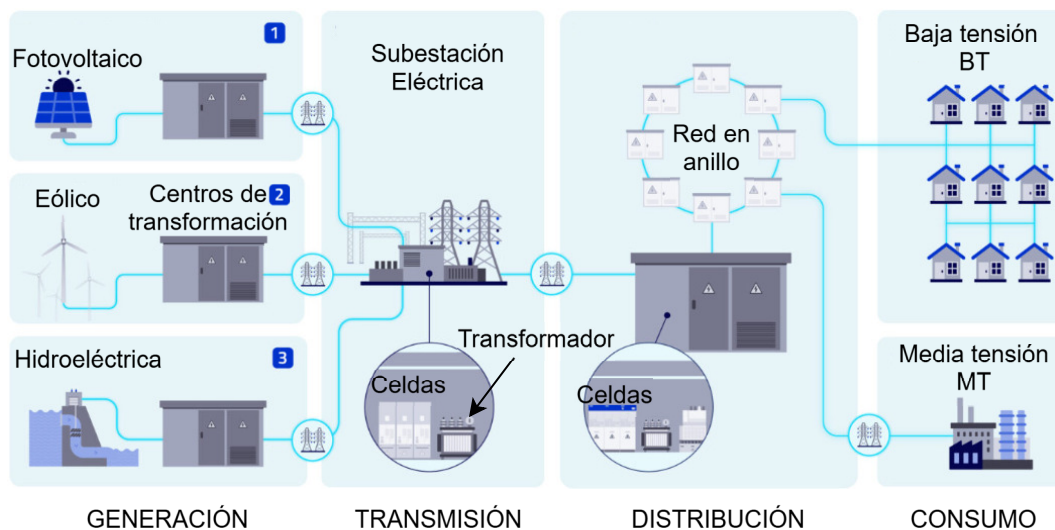 1
Fotovoltaico
Eólico
Centros de 2
transformación
Hidroeléctrica
3
GENERACIÓN
Subestación
Eléctrica
Transformador
Celdas
TRANSMISIÓN
Red en
anillo
Celdas
DISTRIBUCIÓN
Baja tensión
BT
Media tensión
MT
CONSUMO